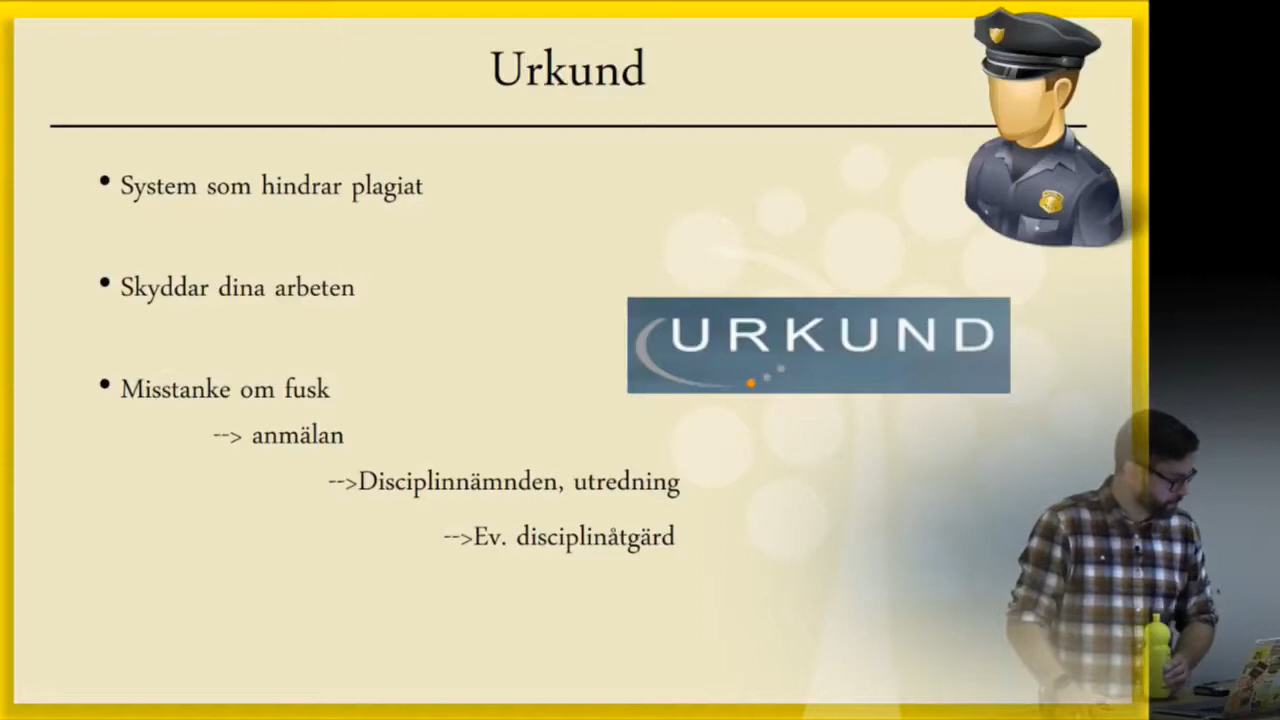 Urkund
• System som hindrar plagiat
• Skyddar dina arbeten
URKUND
• Misstanke om fusk
--> anmälan
-->Disciplinnämnden, utredning
-->Ev. disciplinåtgärd